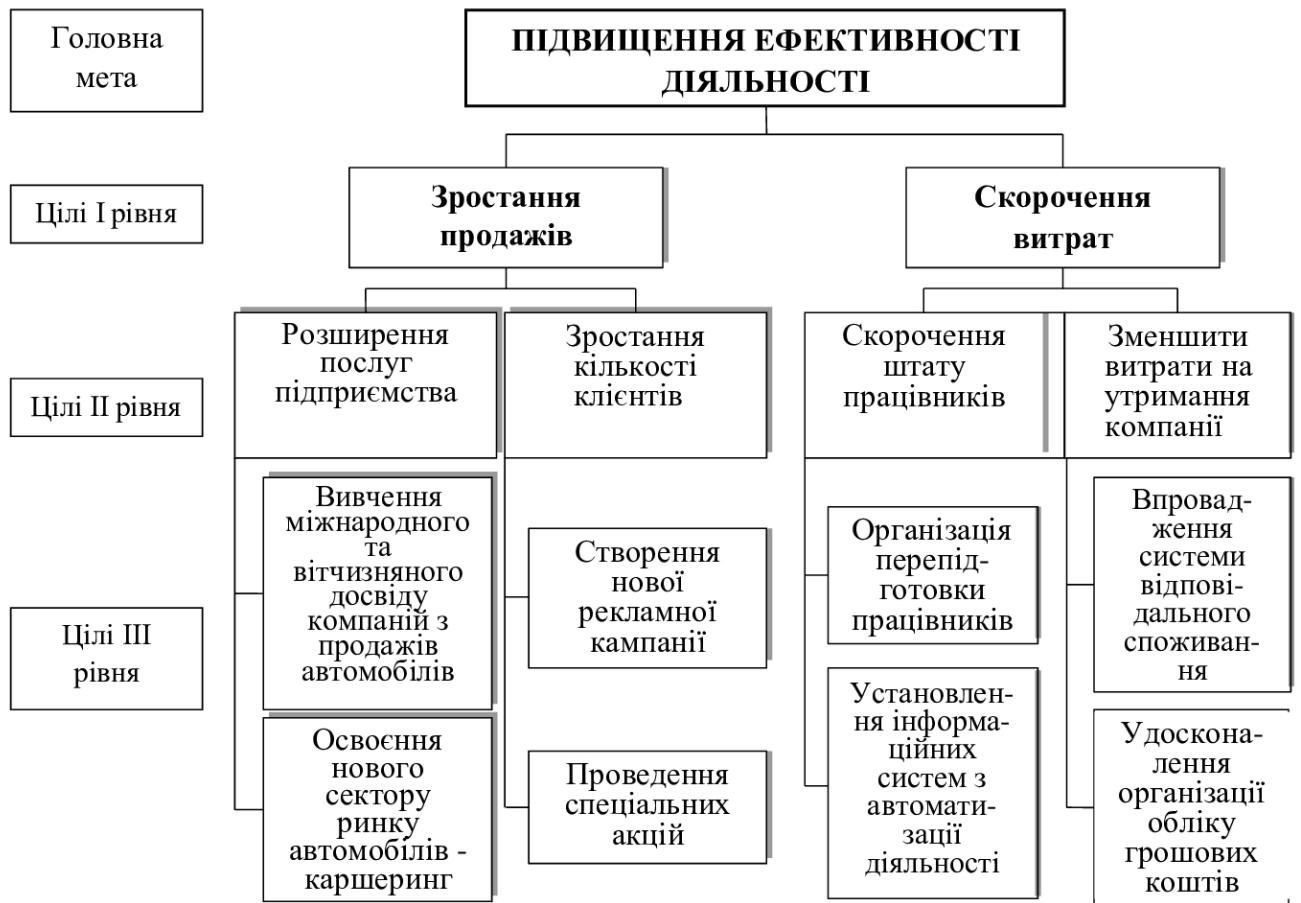 Головна
мета
ПІДВИЩЕННЯ ЕФЕКТИВНОСТІ
ДІЯЛЬНОСТІ
Цілі І рівня
Зростання
продажів
Скорочення
витрат
Цілі ІІ рівня
Розширення
послуг
підприємства
Зростання
кількості
клієнтів
Скорочення
штату
працівників
Зменшити
витрати на
утримання
компанії
Цілі ІІІ
рівня
Вивчення
міжнародного
та
вітчизняного
досвіду
компаній з
продажів
автомобілів
Створення
нової
рекламної
кампанії
Організація
перепід-
готовки
працівників
Впровад-
ження
системи
відпові-
дального
споживан-
ня
Освоєння
нового
сектору
ринку
автомобілів -
каршеринг
Проведення
спеціальних
акцій
Установлен-
ня інформа-
ційних
систем з
автомати-
зації
діяльності
Удоскона-
лення
організації
обліку
грошових
коштів